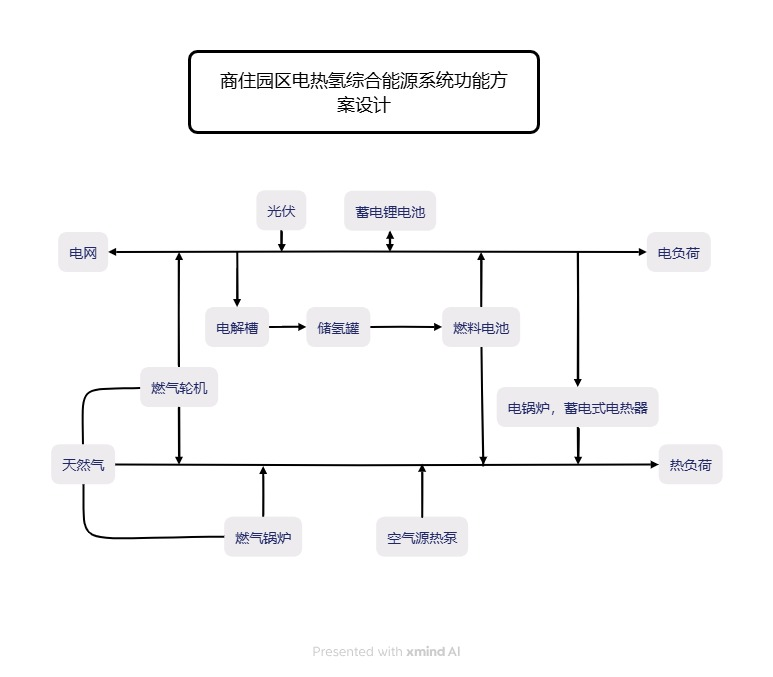 商住园区电热氢综合能源系统功能方
案设计
光伏
蓄电锂电池
电网
电负荷
电解槽
储氢罐
燃料电池
燃气轮机
电锅炉，蓄电式电热器
天然气
热负荷
燃气锅炉
空气源热泵
Presented with xmind AI